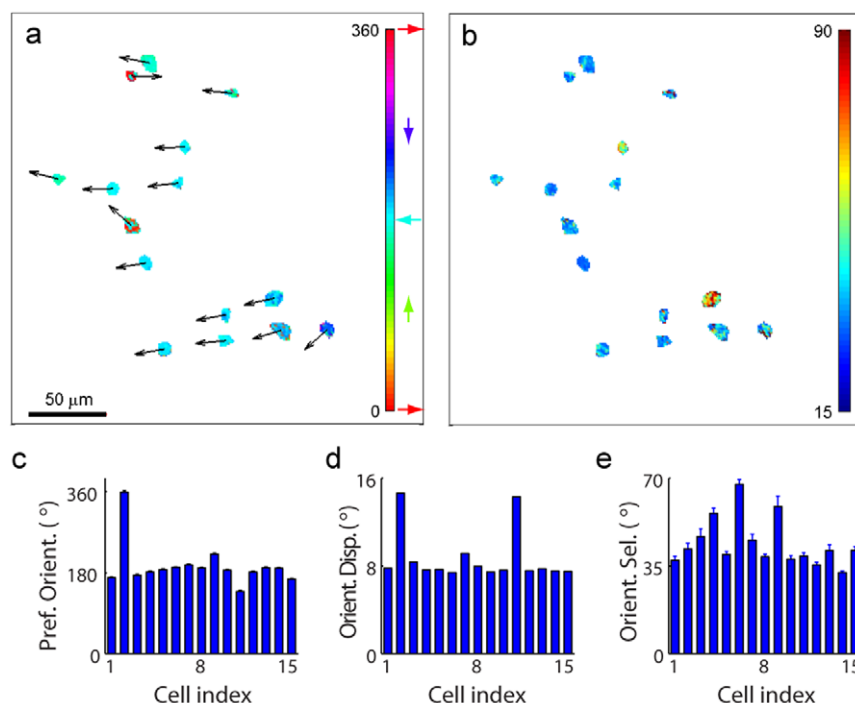 a
360
0
50 μm
b
90
15
c
Pref. Orient. (°)
360
180
0
1
8
15
Cell index
d
Orient. Disp. (°)
16
8
0
1
8
15
Cell index
e
Orient. Sel. (°)
70
35
0
1
8
15
Cell index